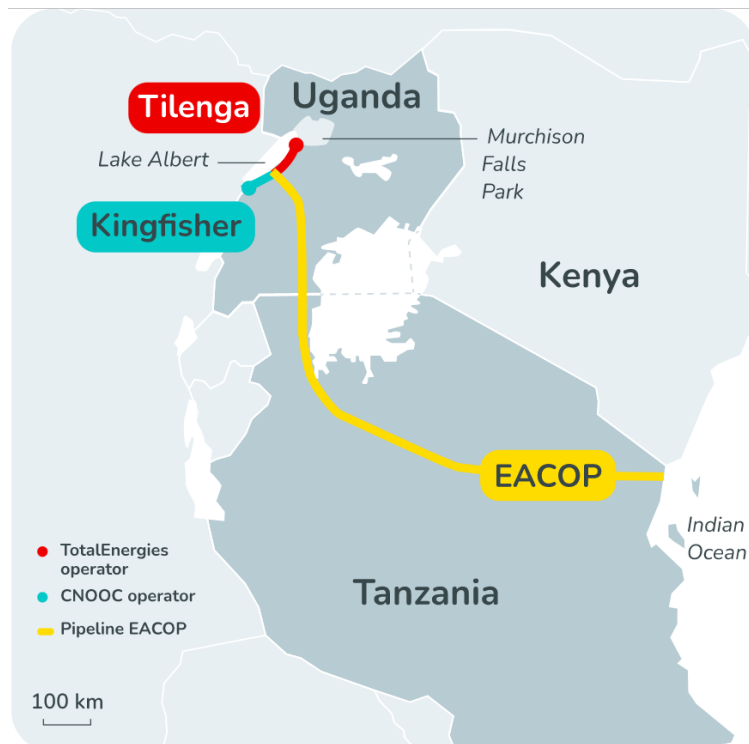 Tilenga
Uganda
Lake Albert
Murchison
Falls
Park
Kingfisher
Kenya
EACOP
Indian
Ocean
TotalEnergies
operator
CNOOC operator
Pipeline EACOP
Tanzania
100 km